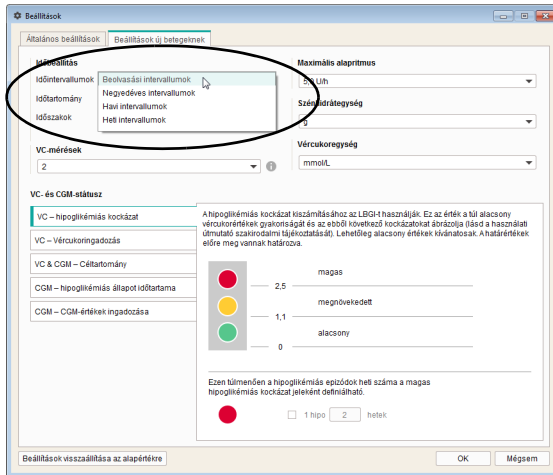 Beállítások
Általános beállítások
Beállítások új betegeknek
Időbeállítás
Időintervallumok
Beolvasási intervallumok
Negyedéves intervallumok
Havi intervallumok
Heti intervallumok
Időtartomány
Időszakok
VC-mérések
2
Maximális alapritmus
5,0 U/h
Szénhidrátegység
g
Vércukoregység
mmol/L
VC- és CGM-státusz
VC – hipoglikémiás kockázat
VC – Vércukoringadozás
VC & CGM – Céltartomány
CGM – hipoglikémiás állapot időtartama
CGM – CGM-értékek ingadozása
A hipoglikémiás kockázat kiszámításához az LBGI-t használják. Ez az érték a túl alacsony
vércukorértékek gyakoriságát és az ebből következő kockázatokat ábrázolja (lásd a használati
útmutató szakirodalmi tájékoztatását). Lehetőleg alacsony értékek kívánatosak. A határértékek
előre meg vannak határozva.
magas
2,5
megnövekedett
1,1
alacsony
0
Ezen túlmenően a hipoglikémiás epizódok heti száma a magas
hipoglikémiás kockázat jeleként definiálható.
1 hipo 2 hetek
Beállítások visszaállítása az alapértékre
OK
Mégsem